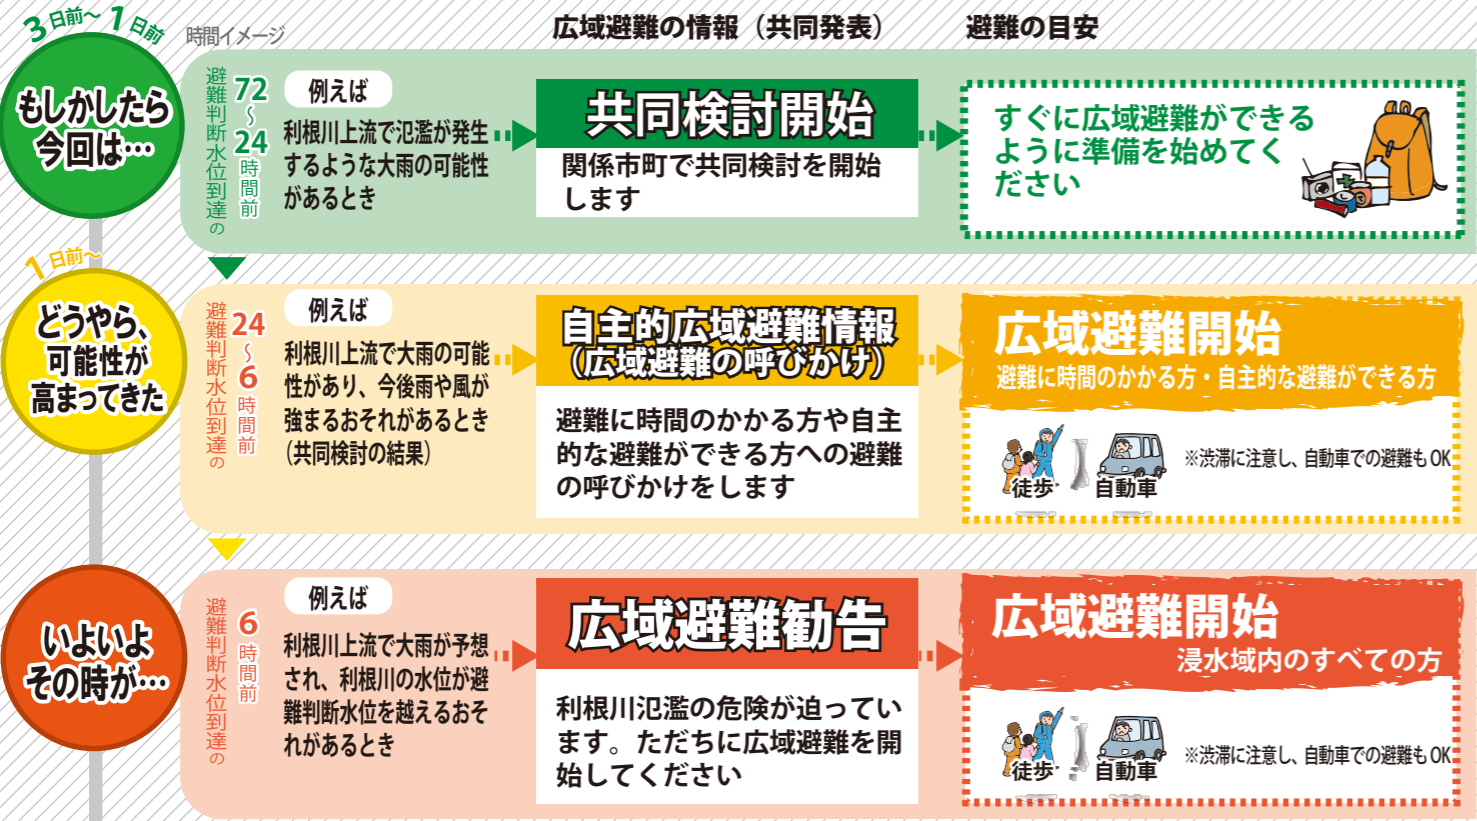 3日前～1日前
時間イメージ
広域避難の情報（共同発表）
避難の目安
もしかしたら
今回は…
避難判断水位到達の
72
～
24
時間前
例えば
利根川上流で氾濫が発生
するような大雨の可能性
があるとき
共同検討開始
関係市町で共同検討を開始
します
すぐに広域避難ができる
ように準備を始めてく
ださい
1日前～
どうやら、
可能性が
高まってきた
避難判断水位到達の
24
～
6
時間前
例えば
利根川上流で大雨の可能
性があり、今後雨や風が
強まるおそれがあるとき
（共同検討の結果）
自主的広域避難情報
（広域避難の呼びかけ）
避難に時間のかかる方や自主
的な避難ができる方への避難
の呼びかけをします
広域避難開始
避難に時間のかかる方・自主的な避難ができる方
徒歩
自動車
※渋滞に注意し、自動車での避難もOK
いよいよ
その時が…
避難判断水位到達の
6
時間前
例えば
利根川上流で大雨が予想
され、利根川の水位が避
難判断水位を越えるおそ
れがあるとき
広域避難勧告
利根川氾濫の危険が迫ってい
ます。ただちに広域避難を開
始してください
広域避難開始
浸水域内のすべての方
徒歩
自動車
※渋滞に注意し、自動車での避難もOK